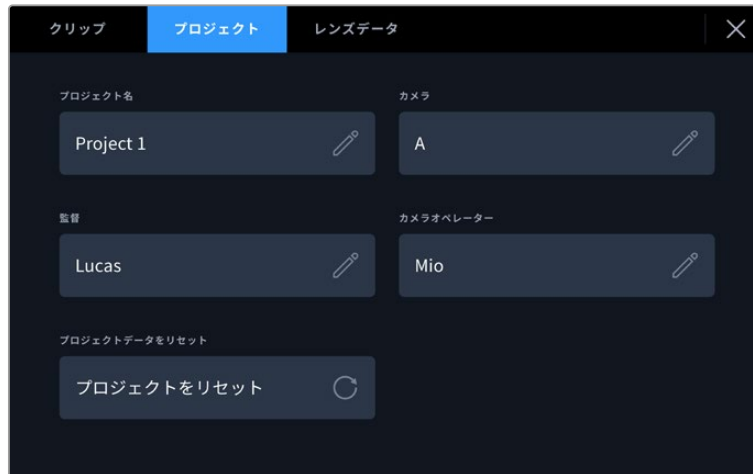 クリップ プロジェクト レンズデータ
プロジェクト名 カメラ
Project 1 A
監督 カメラオペレーター
Lucas Mio
プロジェクトデータをリセット
プロジェクトをリセット